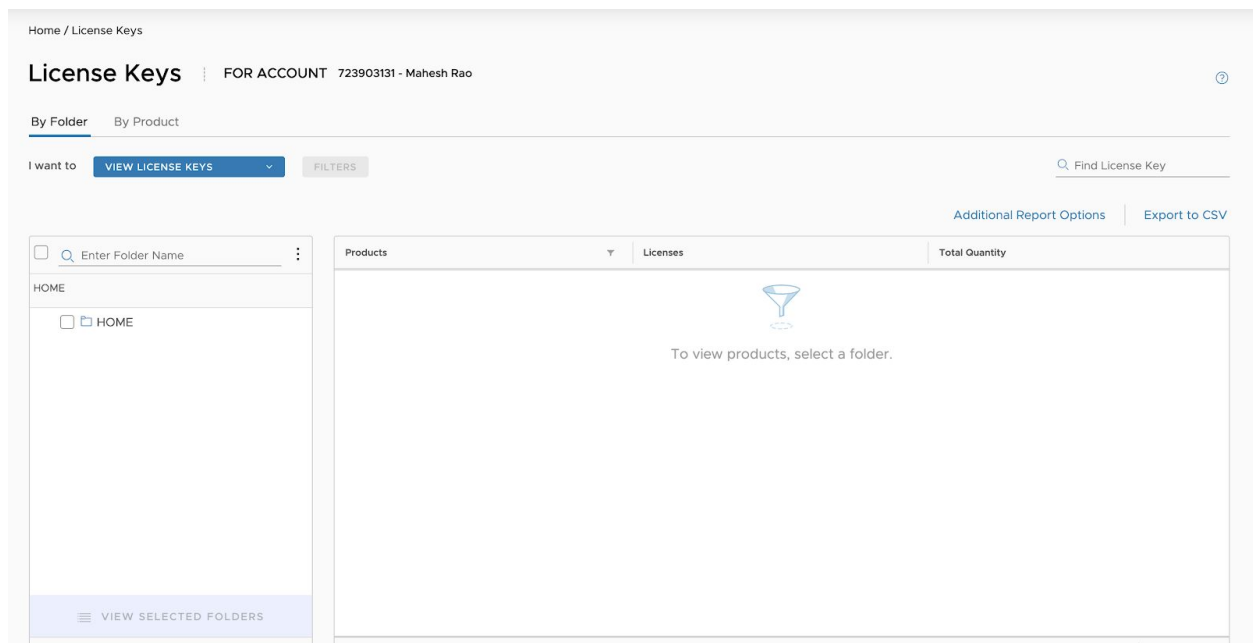 Home / License Keys
License Keys FOR ACCOUNT 723903131 - Mahesh Rao
By Folder By Product
I want to VIEW LICENSE KEYS FILTERS Find License Key
Additional Report Options Export to CSV
Enter Folder Name Products Licenses Total Quantity
HOME
HOME
To view products, select a folder.
VIEW SELECTED FOLDERS